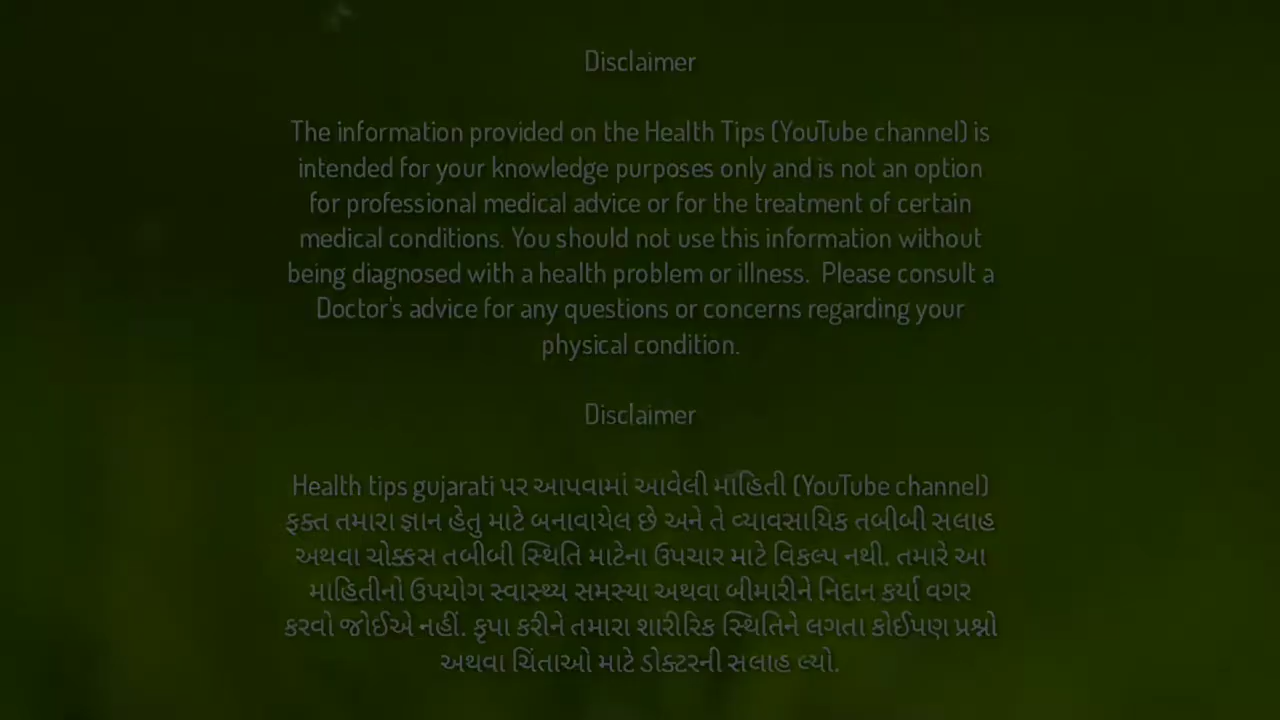 Disclaimer
The information provided on the Health Tips (YouTube channel) is
intended for your knowledge purposes only and is not an option
for professional medical advice or for the treatment of certain
medical conditions. You should not use this information without
being diagnosed with a health problem or illness.  Please consult a
Doctor's advice for any questions or concerns regarding your
physical condition.
Disclaimer
Health tips gujarati પર આપવામાં આવેલી માહિતી (YouTube channel)
ફક્ત તમારા જ્ઞાન હેતુ માટે બનાવાયેલ છે અને તે વ્યાવસાયિક તબીબી સલાહ
અથવા ચોક્કસ તબીબી સ્થિતિ માટેના ઉપચાર માટે વિકલ્પ નથી. તમારે આ
માહિતીનો ઉપયોગ સ્વાસ્થ્ય સમસ્યા અથવા બીમારીને નિદાન કર્યા વગર
કરવો જોઈએ નહીં. કૃપા કરીને તમારા શારીરિક સ્થિતિને લગતા કોઈપણ પ્રશ્નો
અથવા ચિંતાઓ માટે ડોક્ટરની સલાહ લ્યો.